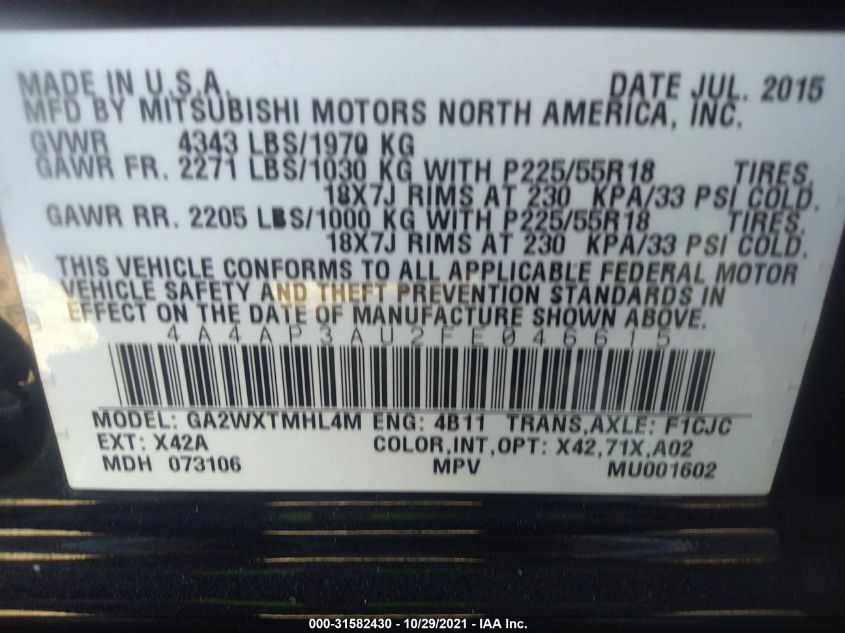 MADE IN U.S.A. DATE JUL. 2015
MFD BY MITSUBISHI MOTORS NORTH AMERICA, INC.
GVWR 4343 LBS/1970 KG
GAWR FR. 2271 LBS/1030 KG WITH P225/55R18 TIRES,
18X7J RIMS AT 230 KPA/33 PSI COLD.
GAWR RR. 2205 LBS/1000 KG WITH P225/55R18 TIRES,
18X7J RIMS AT 230 KPA/33 PSI COLD.
THIS VEHICLE CONFORMS TO ALL APPLICABLE FEDERAL MOTOR
VEHICLE SAFETY AND THEFT PREVENTION STANDARDS IN
EFFECT ON THE DATE OF MANUFACTURE SHOWN ABOVE.
4A4AP3AU2FE046615
MODEL: GA2WXTMHL4M ENG: 4B11 TRANS,AXLE: F1CJC
EXT: X42A COLOR,INT,OPT: X42,71X,A02
MDH 073106 MPV MU001602
000-31582430 - 10/29/2021 - IAA Inc.